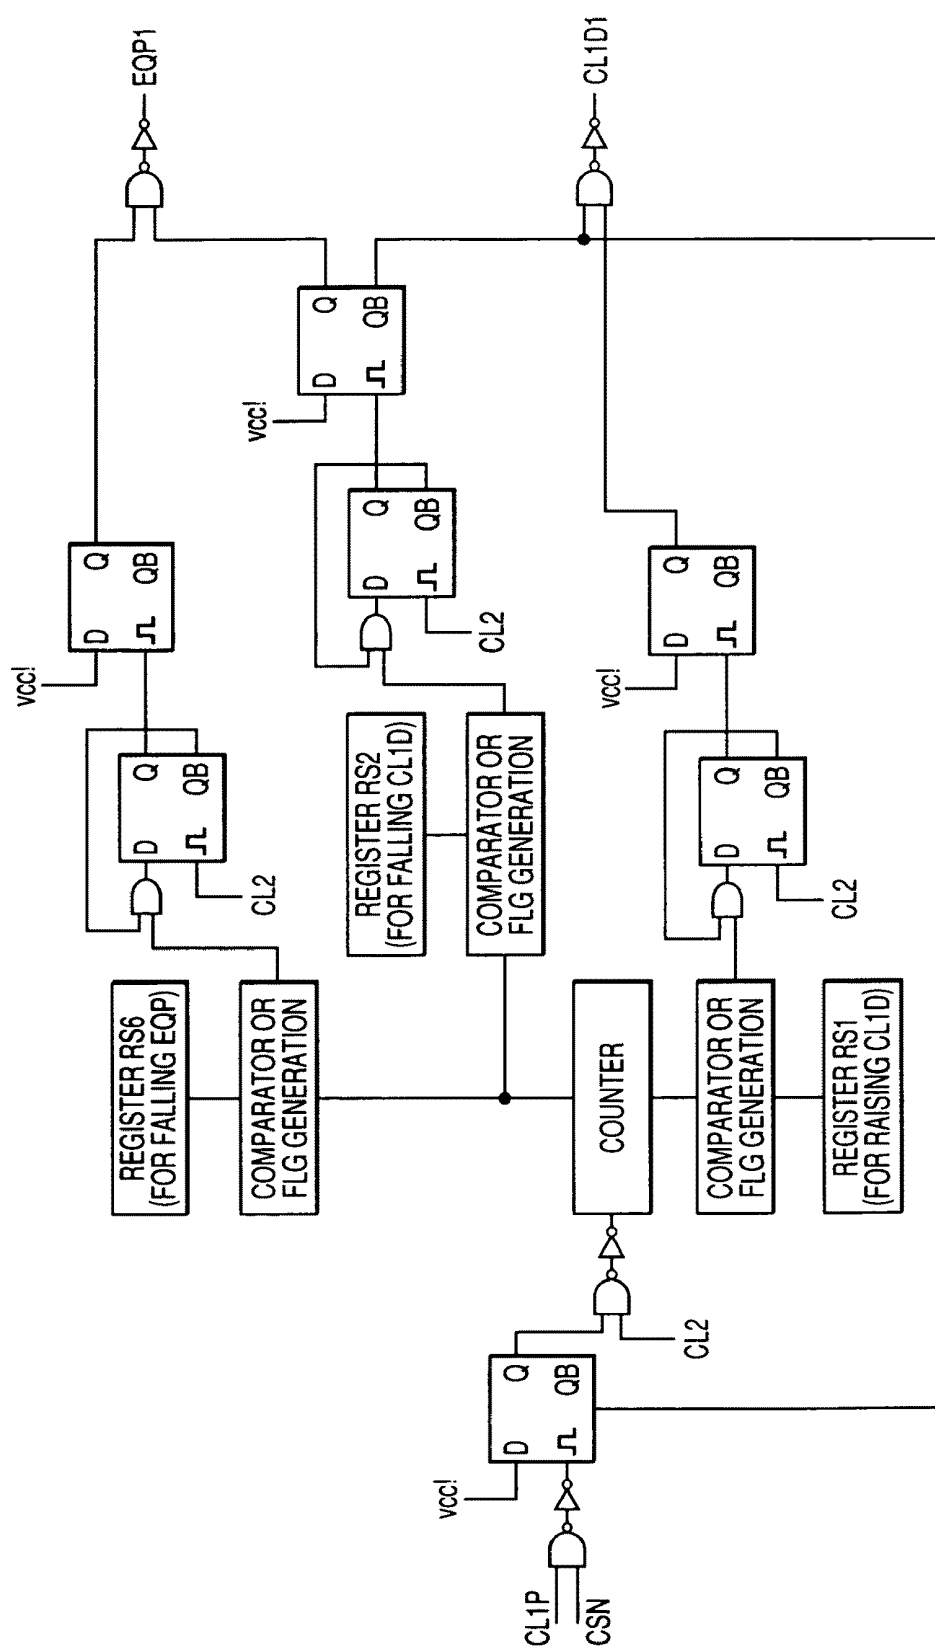 EQP1
vcc!
D
Q
QB
D
Q
QB
CL2
REGISTER RS6
(FOR FALLING EQP)
COMPARATOR OR
FLG GENERATION
vcc!
D
Q
QB
D
Q
QB
CL2
REGISTER RS2
(FOR FALLING CL1D)
COMPARATOR OR
FLG GENERATION
CL1P
CSN
vcc!
D
Q
QB
CL2
COUNTER
COMPARATOR OR
FLG GENERATION
REGISTER RS1
(FOR RAISING CL1D)
D
Q
QB
CL2
vcc!
D
Q
QB
CL1D1